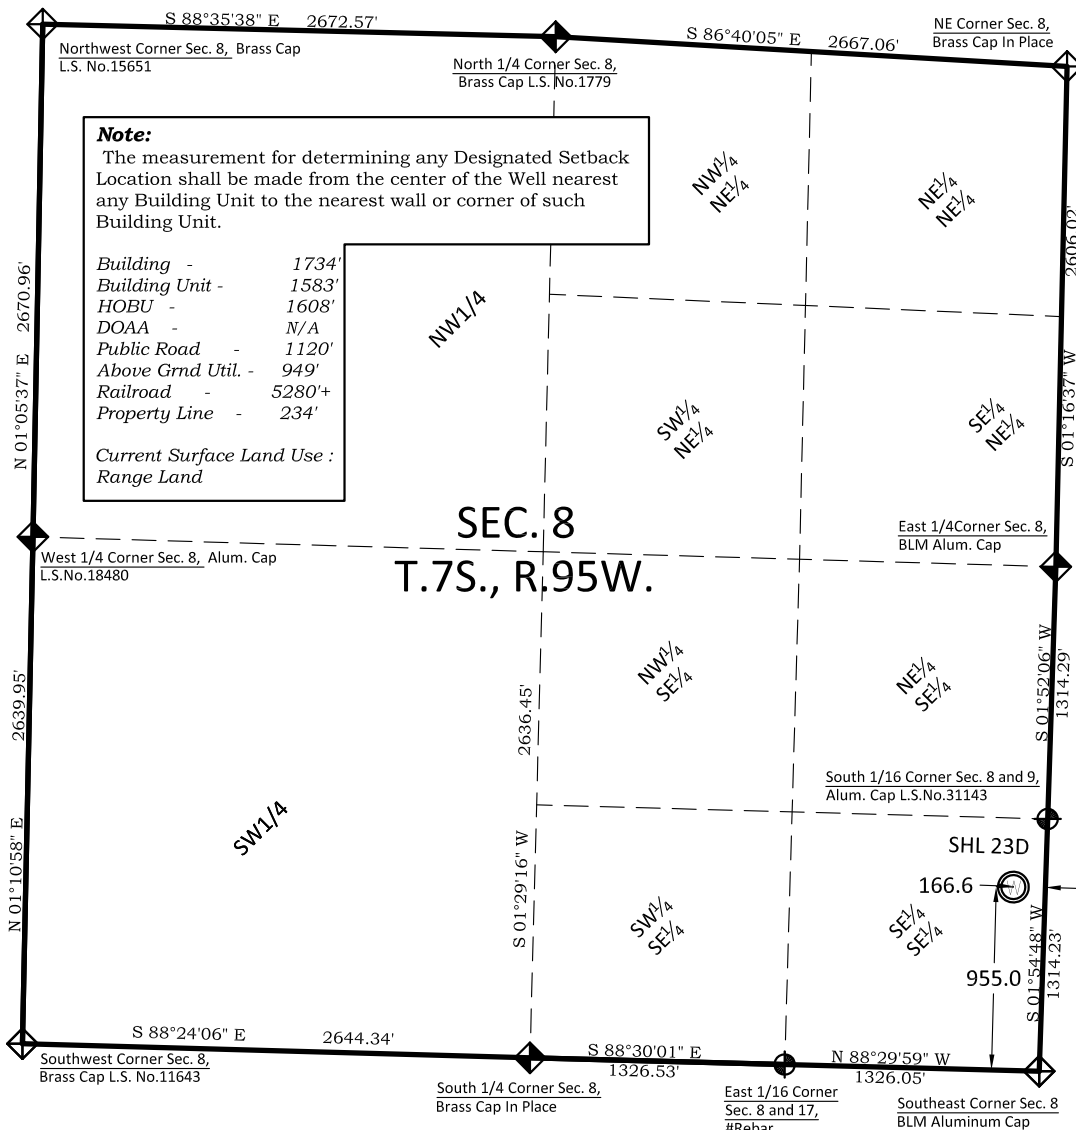 S 88°35'38" E 2672.57'
S 86°40'05" E 2667.06'
NE Corner Sec. 8,
Brass Cap In Place
Northwest Corner Sec. 8, Brass Cap
L.S. No.15651
North 1/4 Corner Sec. 8,
Brass Cap L.S. No.1779
Note:
The measurement for determining any Designated Setback
Location shall be made from the center of the Well nearest
any Building Unit to the nearest wall or corner of such
Building Unit.
Building - 1734'
Building Unit - 1583'
HOBU - 1608'
DOAA - N/A
Public Road - 1120'
Above Grnd Util. - 949'
Railroad - 5280'+
Property Line - 234'
Current Surface Land Use :
Range Land
NW1/4
NE1/4
NE1/4
NE1/4
2606.02'
S 01°16'37" W
N 01°05'37" E 2670.96'
NW1/4
SW1/4
NE1/4
SE1/4
NE1/4
SEC. 8
T.7S., R.95W.
East 1/4Corner Sec. 8,
BLM Alum. Cap
West 1/4 Corner Sec. 8, Alum. Cap
L.S.No.18480
NW1/4
SE1/4
NE1/4
SE1/4
S 01°52'06" W
1314.29'
N 01°10'58" E 2639.95'
S 01°29'16" W 2636.45'
South 1/16 Corner Sec. 8 and 9,
Alum. Cap L.S.No.31143
SW1/4
SHL 23D
166.6
W
SW1/4
SE1/4
SE1/4
SE1/4
955.0
S 01°54'48" W
1314.23'
S 88°24'06" E 2644.34'
S 88°30'01" E
1326.53'
N 88°29'59" W
1326.05'
Southwest Corner Sec. 8,
Brass Cap L.S. No.11643
South 1/4 Corner Sec. 8,
Brass Cap In Place
East 1/16 Corner
Sec. 8 and 17,
#Rebar
Southeast Corner Sec. 8
BLM Aluminum Cap